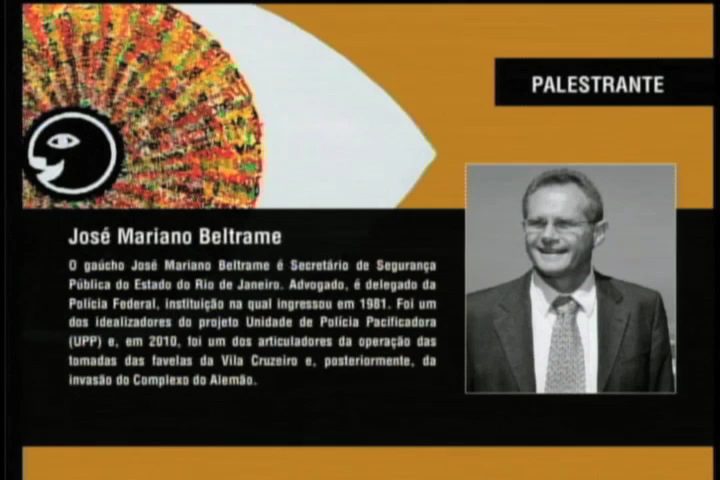 PALESTRANTE
José Mariano Beltrame
O gaúcho José Mariano Beltrame é Secretário de Segurança
Pública do Estado do Rio de Janeiro. Advogado, é delegado da
Polícia Federal, instituição na qual ingressou em 1981. Foi um
dos idealizadores do projeto Unidade de Polícia Pacificadora
(UPP) e, em 2010, foi um dos articuladores da operação das
tomadas das favelas da Vila Cruzeiro e, posteriormente, da
invasão do Complexo do Alemão.